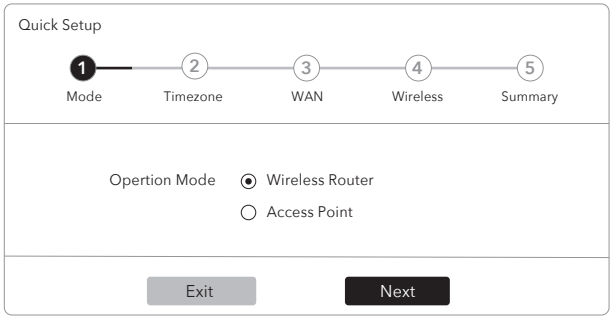 Quick Setup
1 2 3 4 5
Mode Timezone WAN Wireless Summary
Opertion Mode Wireless Router
Access Point
Exit Next